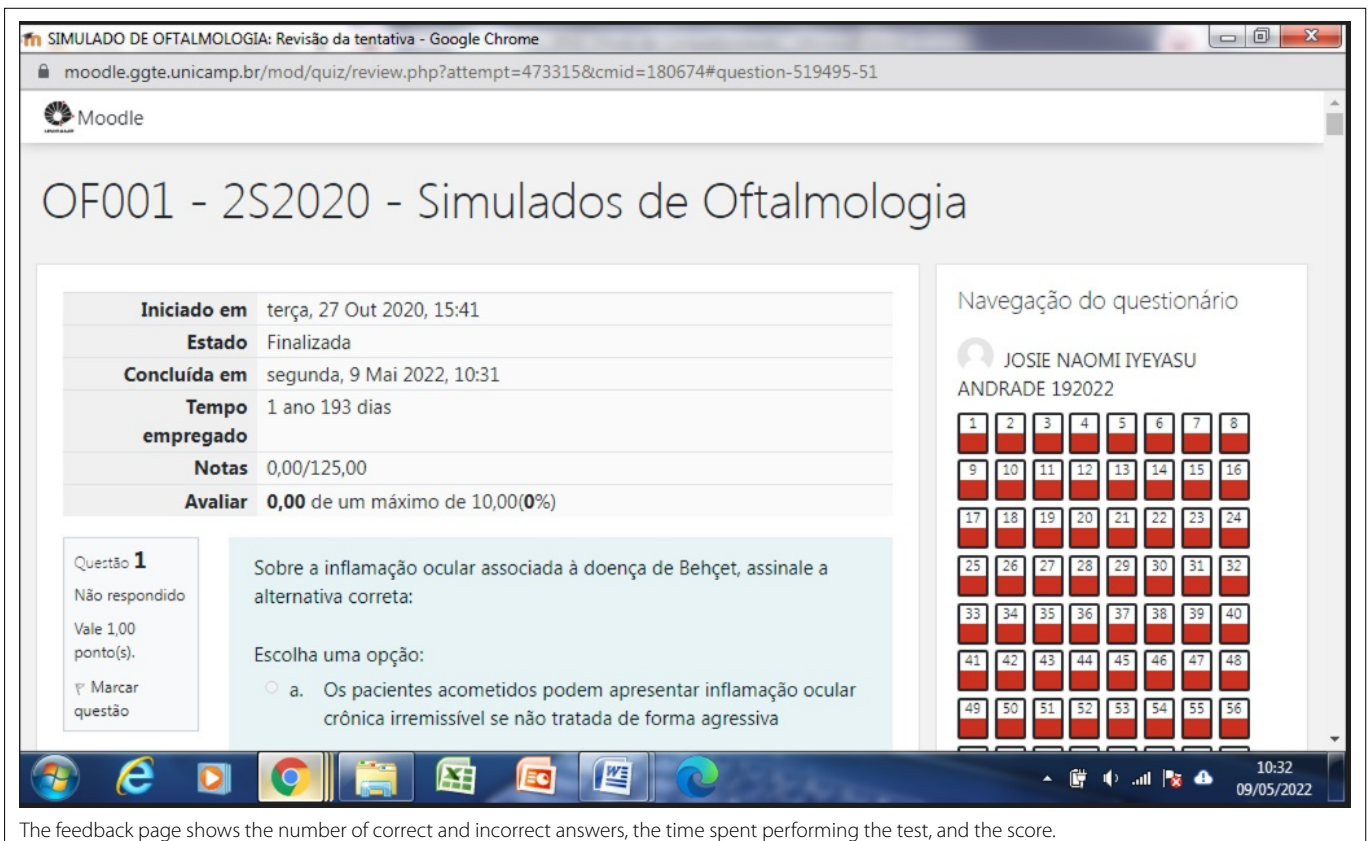 SIMULADO DE OFTALMOLOGIA: Revisão da tentativa - Google Chrome
moodle.ggte.unicamp.br/mod/quiz/review.php?attempt=473315&cmid=180674#question-519495-51
Moodle
OF001 - 2S2020 - Simulados de Oftalmologia
Iniciado em terça, 27 Out 2020, 15:41
Estado Finalizada
Concluída em segunda, 9 Mai 2022, 10:31
Tempo 1 ano 193 dias
empregado
Notas 0,00/125,00
Avaliar 0,00 de um máximo de 10,00(0%)
Questão 1
Não respondido
Vale 1,00
ponto(s).
Marcar
questão
Sobre a inflamação ocular associada à doença de Behçet, assinale a
alternativa correta:
Escolha uma opção:
a. Os pacientes acometidos podem apresentar inflamação ocular
crônica irremissível se não tratada de forma agressiva
Navegação do questionário
JOSIE NAOMI IYEYASU
ANDRADE 192022
1 2 3 4 5 6 7 8
9 10 11 12 13 14 15 16
17 18 19 20 21 22 23 24
25 26 27 28 29 30 31 32
33 34 35 36 37 38 39 40
41 42 43 44 45 46 47 48
49 50 51 52 53 54 55 56
10:32
09/05/2022
The feedback page shows the number of correct and incorrect answers, the time spent performing the test, and the score.